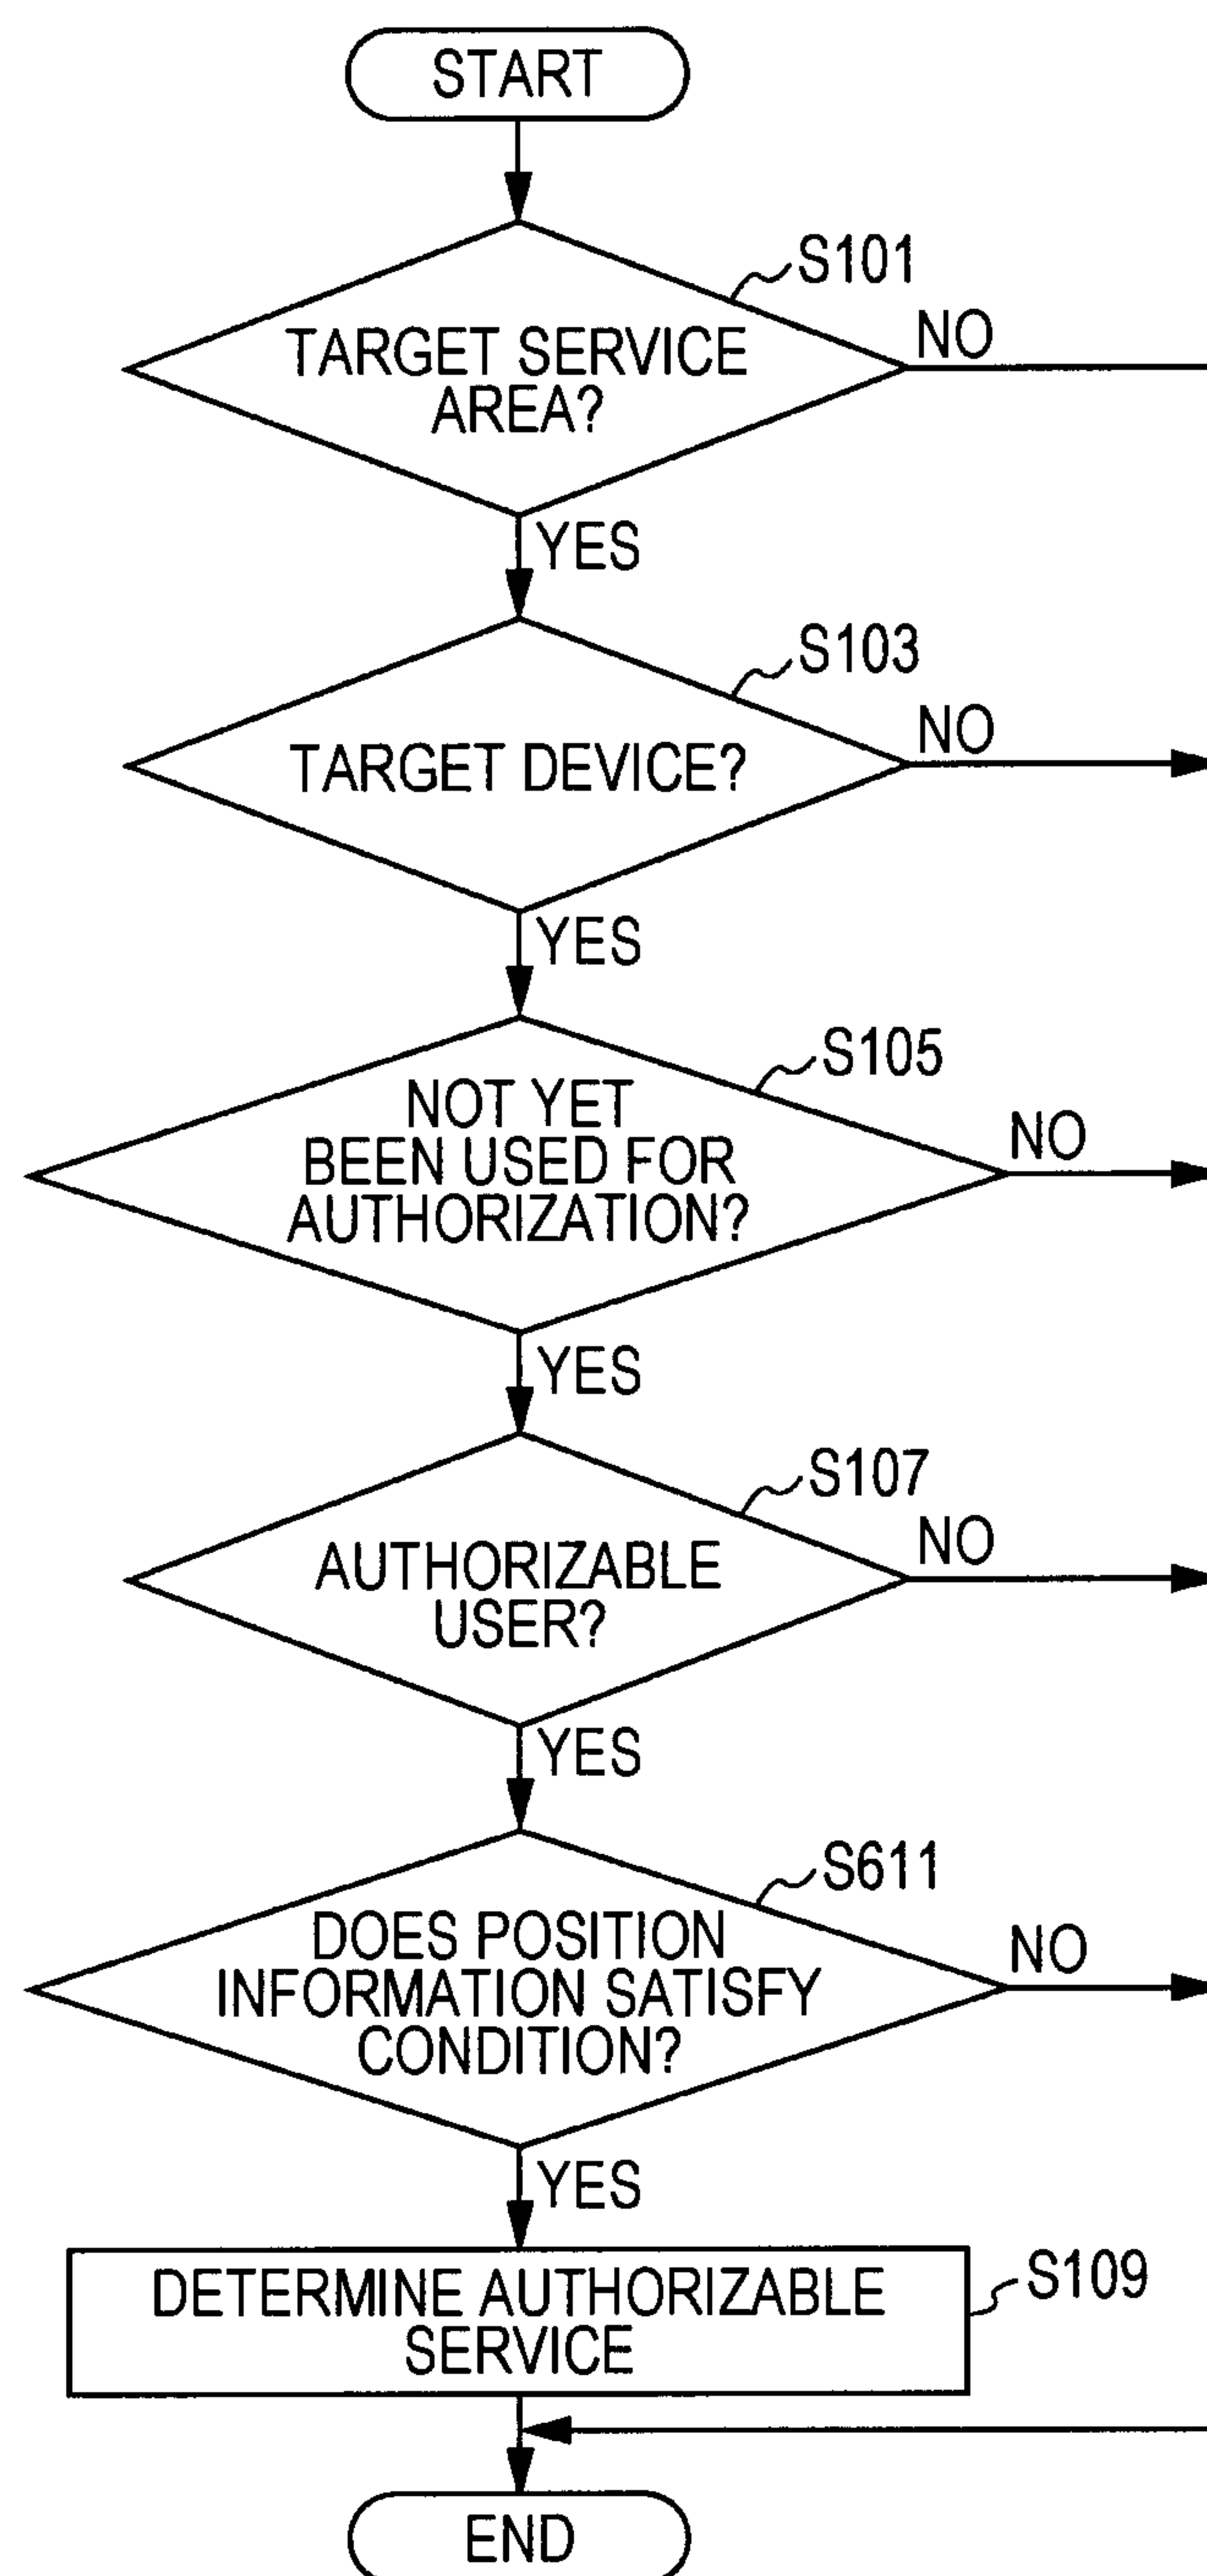 START
S101
TARGET SERVICE
AREA?
NO
YES
S103
TARGET DEVICE?
NO
YES
S105
NOT YET
BEEN USED FOR
AUTHORIZATION?
NO
YES
S107
AUTHORIZABLE
USER?
NO
YES
S611
DOES POSITION
INFORMATION SATISFY
CONDITION?
NO
YES
S109
DETERMINE AUTHORIZABLE
SERVICE
END